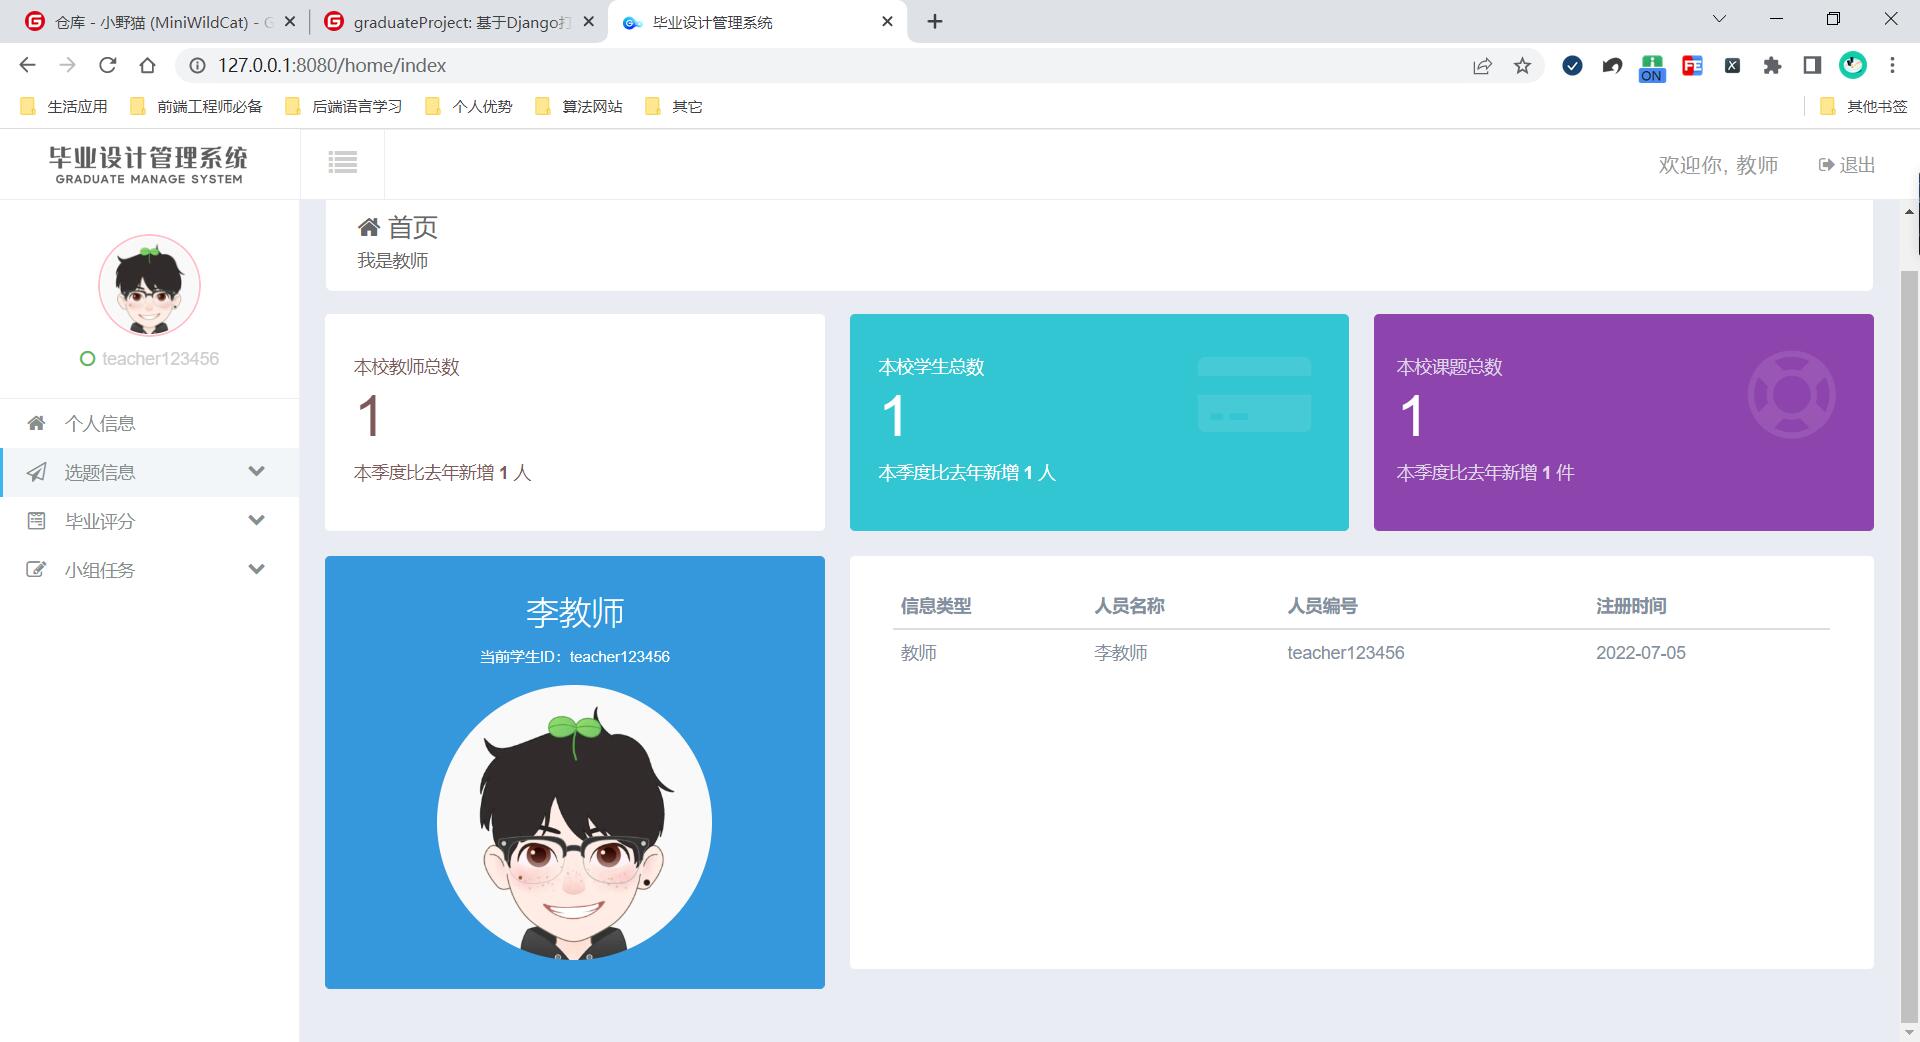 仓库 - 小野猫 (MiniWildCat) - G
graduateProject: 基于Django打
毕业设计管理系统
127.0.0.1:8080/home/index
ON
FE
X
生活应用
前端工程师必备
后端语言学习
个人优势
算法网站
其它
其他书签
毕业设计管理系统
GRADUATE MANAGE SYSTEM
欢迎你, 教师
退出
teacher123456
个人信息
选题信息
毕业评分
小组任务
首页
我是教师
本校教师总数
1
本季度比去年新增 1 人
本校学生总数
1
本季度比去年新增 1 人
本校课题总数
1
本季度比去年新增 1 件
李教师
当前学生ID：teacher123456
信息类型 人员名称 人员编号 注册时间
教师 李教师 teacher123456 2022-07-05